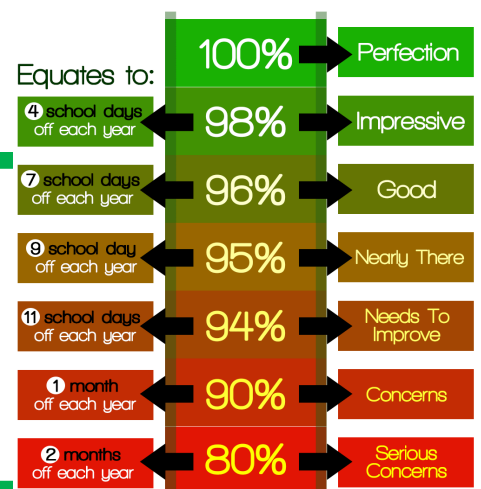 100%
Perfection
Equates to:
4 school days
off each year
98%
Impressive
7 school days
off each year
96%
Good
9 school day
off each year
95%
Nearly There
11 school days
off each year
94%
Needs To
Improve
1 month
off each year
90%
Concerns
2 months
off each year
80%
Serious
Concerns